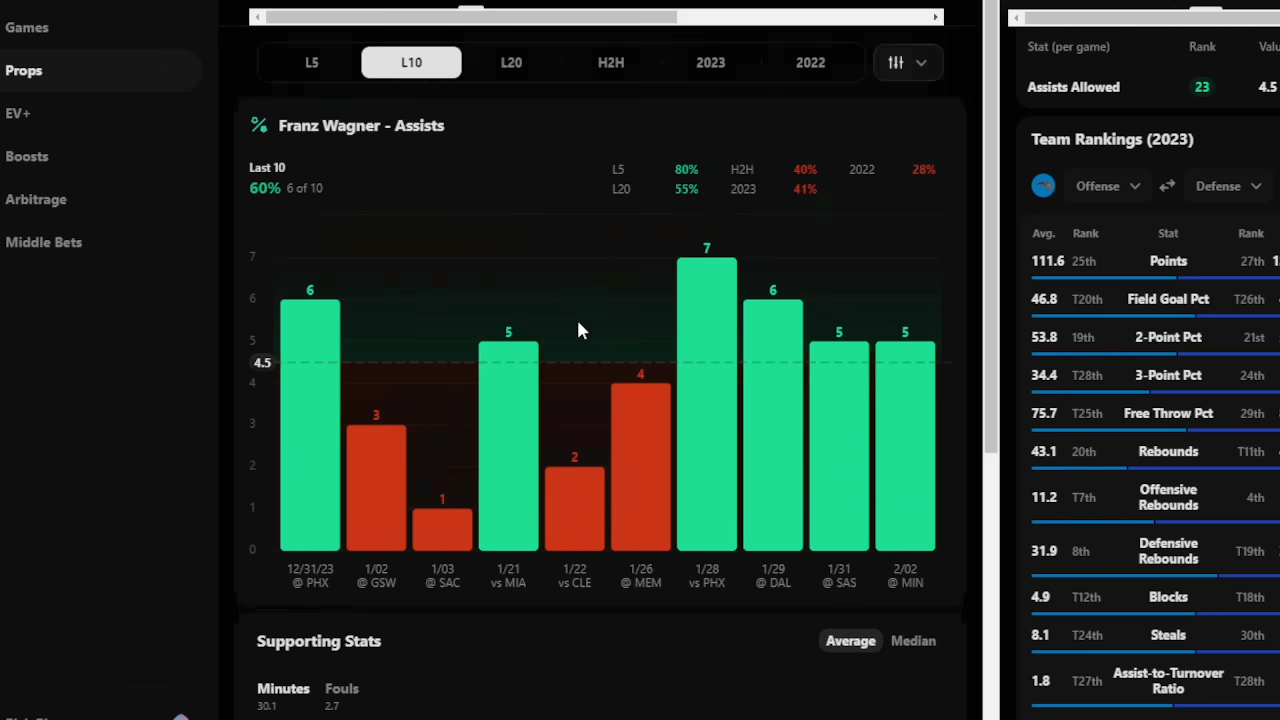 Games
Props
EV+
Boosts
Arbitrage
Middle Bets
L5 L10 L20 H2H 2023 2022
Franz Wagner - Assists
Last 10
60% 6 of 10
L5 80% H2H 40% 2022 28%
L20 55% 2023 41%
7
6
5
4.5
4
3
2
1
0
6 3 1 5 2 4 7 6 5 5
12/31/23 1/02 1/03 1/21 1/22 1/26 1/28 1/29 1/31 2/02
@ PHX @ GSW @ SAC vs MIA vs CLE @ MEM vs PHX @ DAL @ SAS @ MIN
Supporting Stats Average Median
Minutes Fouls
30.1 2.7
Stat (per game) Rank
Assists Allowed 23 4.5
Team Rankings (2023)
Offense Defense
Avg. Rank Stat Rank
111.6 25th Points 27th
46.8 T20th Field Goal Pct T26th
53.8 19th 2-Point Pct 21st
34.4 T28th 3-Point Pct 24th
75.7 T25th Free Throw Pct 29th
43.1 20th Rebounds T11th
11.2 T7th Offensive Rebounds 4th
31.9 8th Defensive Rebounds T19th
4.9 T12th Blocks T18th
8.1 T24th Steals 30th
1.8 T27th Assist-to-Turnover Ratio T28th